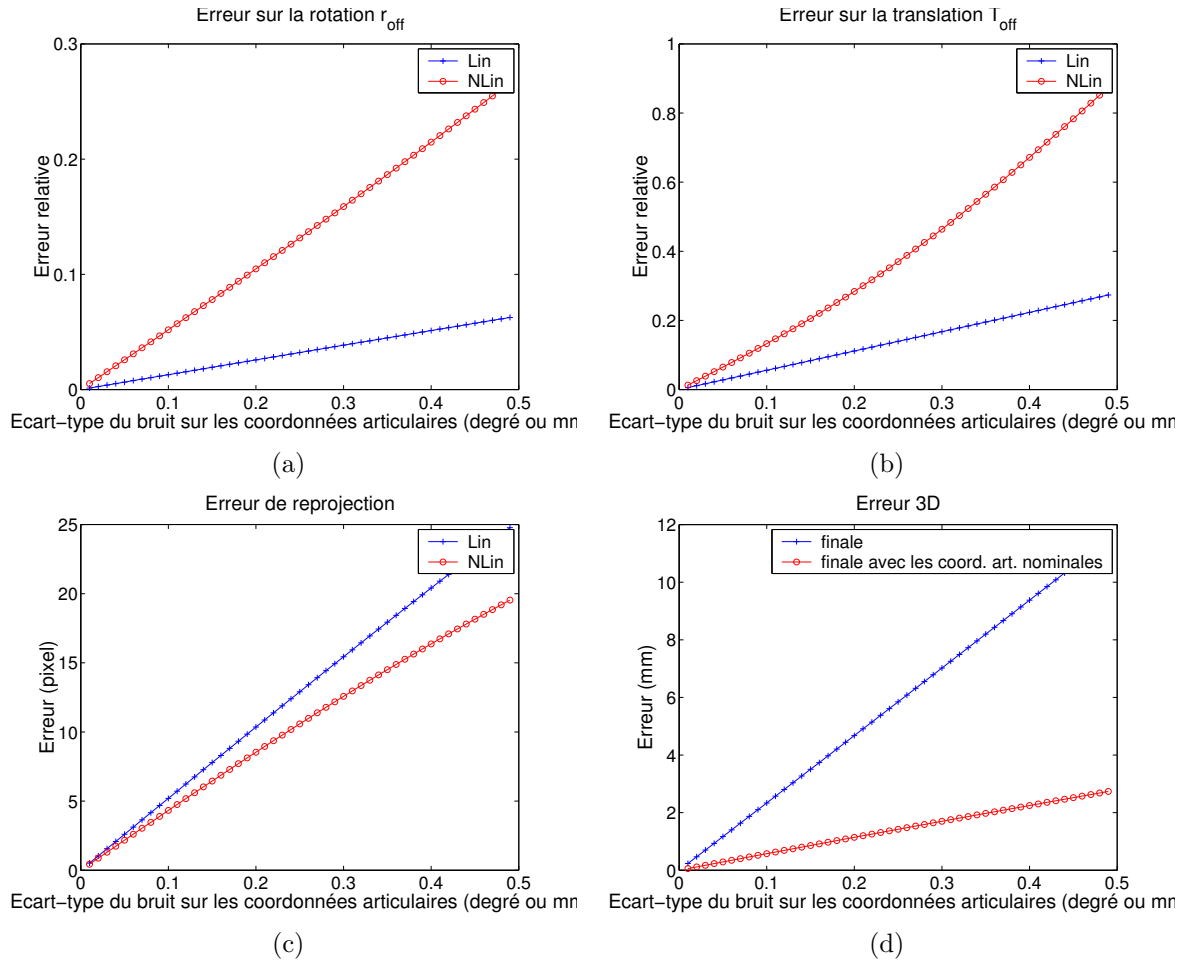 Erreur sur la rotation r_off
0.3
0.2
0.1
0
Erreur relative
Lin
NLin
0 0.1 0.2 0.3 0.4 0.5
Ecart−type du bruit sur les coordonnées articulaires (degré ou mm
(a)
Erreur sur la translation T_off
1
0.8
0.6
0.4
0.2
0
Erreur relative
Lin
NLin
0 0.1 0.2 0.3 0.4 0.5
Ecart−type du bruit sur les coordonnées articulaires (degré ou mm
(b)
Erreur de reprojection
25
20
15
10
5
0
Erreur (pixel)
Lin
NLin
0 0.1 0.2 0.3 0.4 0.5
Ecart−type du bruit sur les coordonnées articulaires (degré ou mm
(c)
Erreur 3D
12
10
8
6
4
2
0
Erreur (mm)
finale
finale avec les coord. art. nominales
0 0.1 0.2 0.3 0.4 0.5
Ecart−type du bruit sur les coordonnées articulaires (degré ou mm
(d)